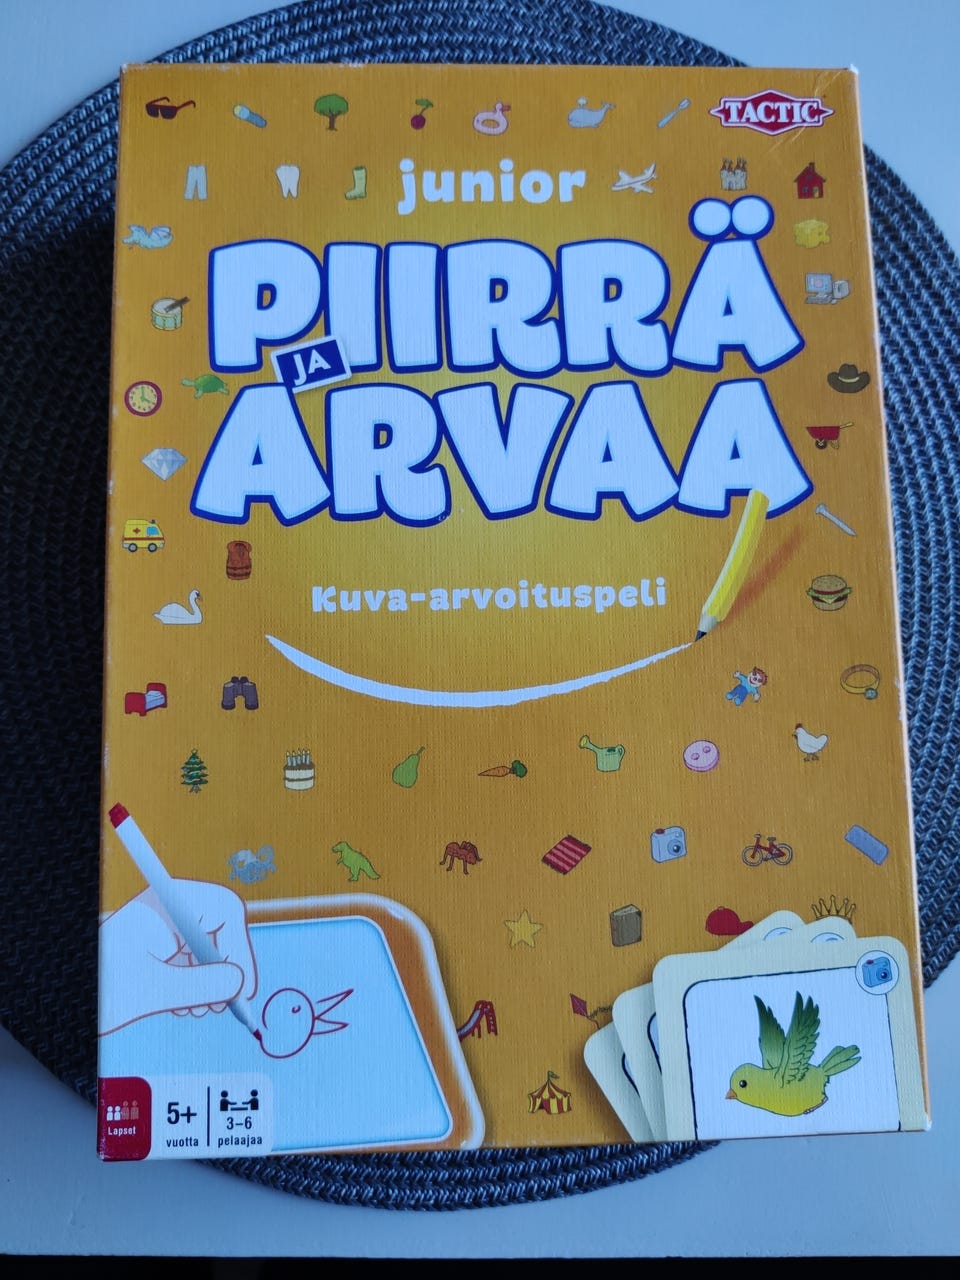 TACTIC
junior
PIIRRÄ
JA
ARVAA
Kuva-arvoituspeli
Lapset
5+
vuotta
3-6
pelaajaa